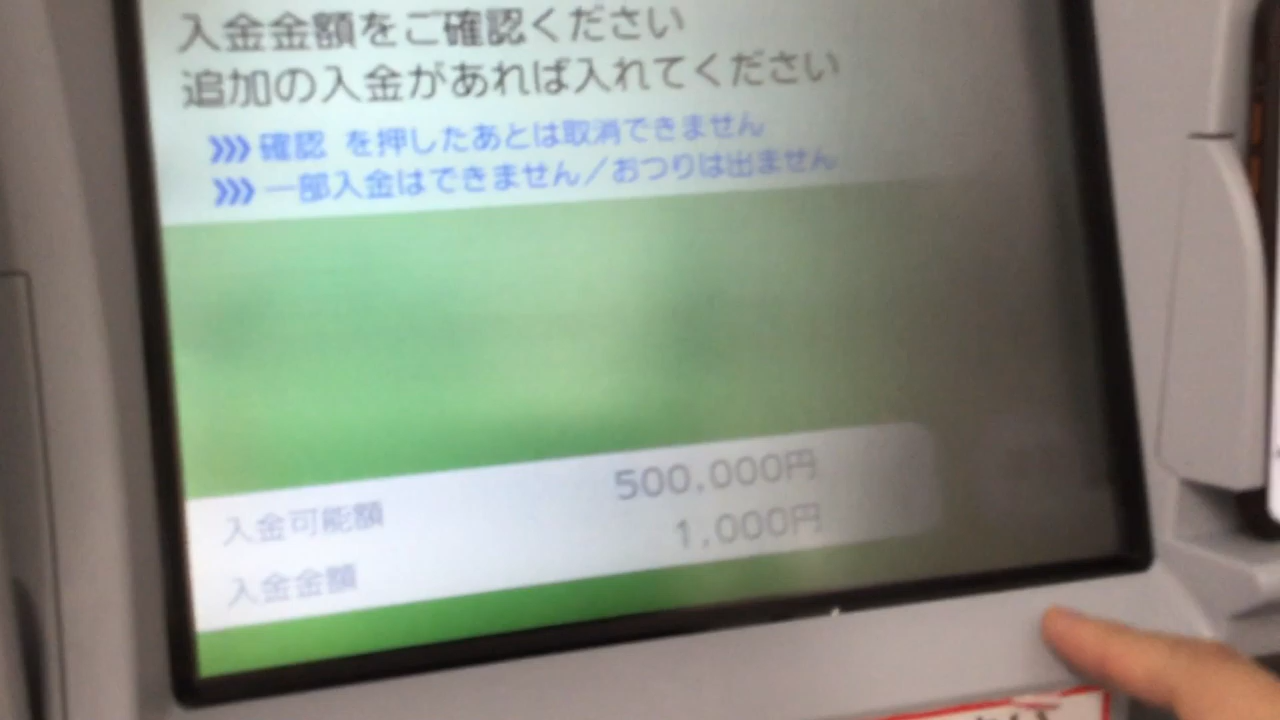 入金金額をご確認ください
追加の入金があれば入れてください
》》》確認 を押したあとは取消できません
》》》一部入金はできません/おつりは出ません
入金可能額 500,000円
入金金額 1,000円